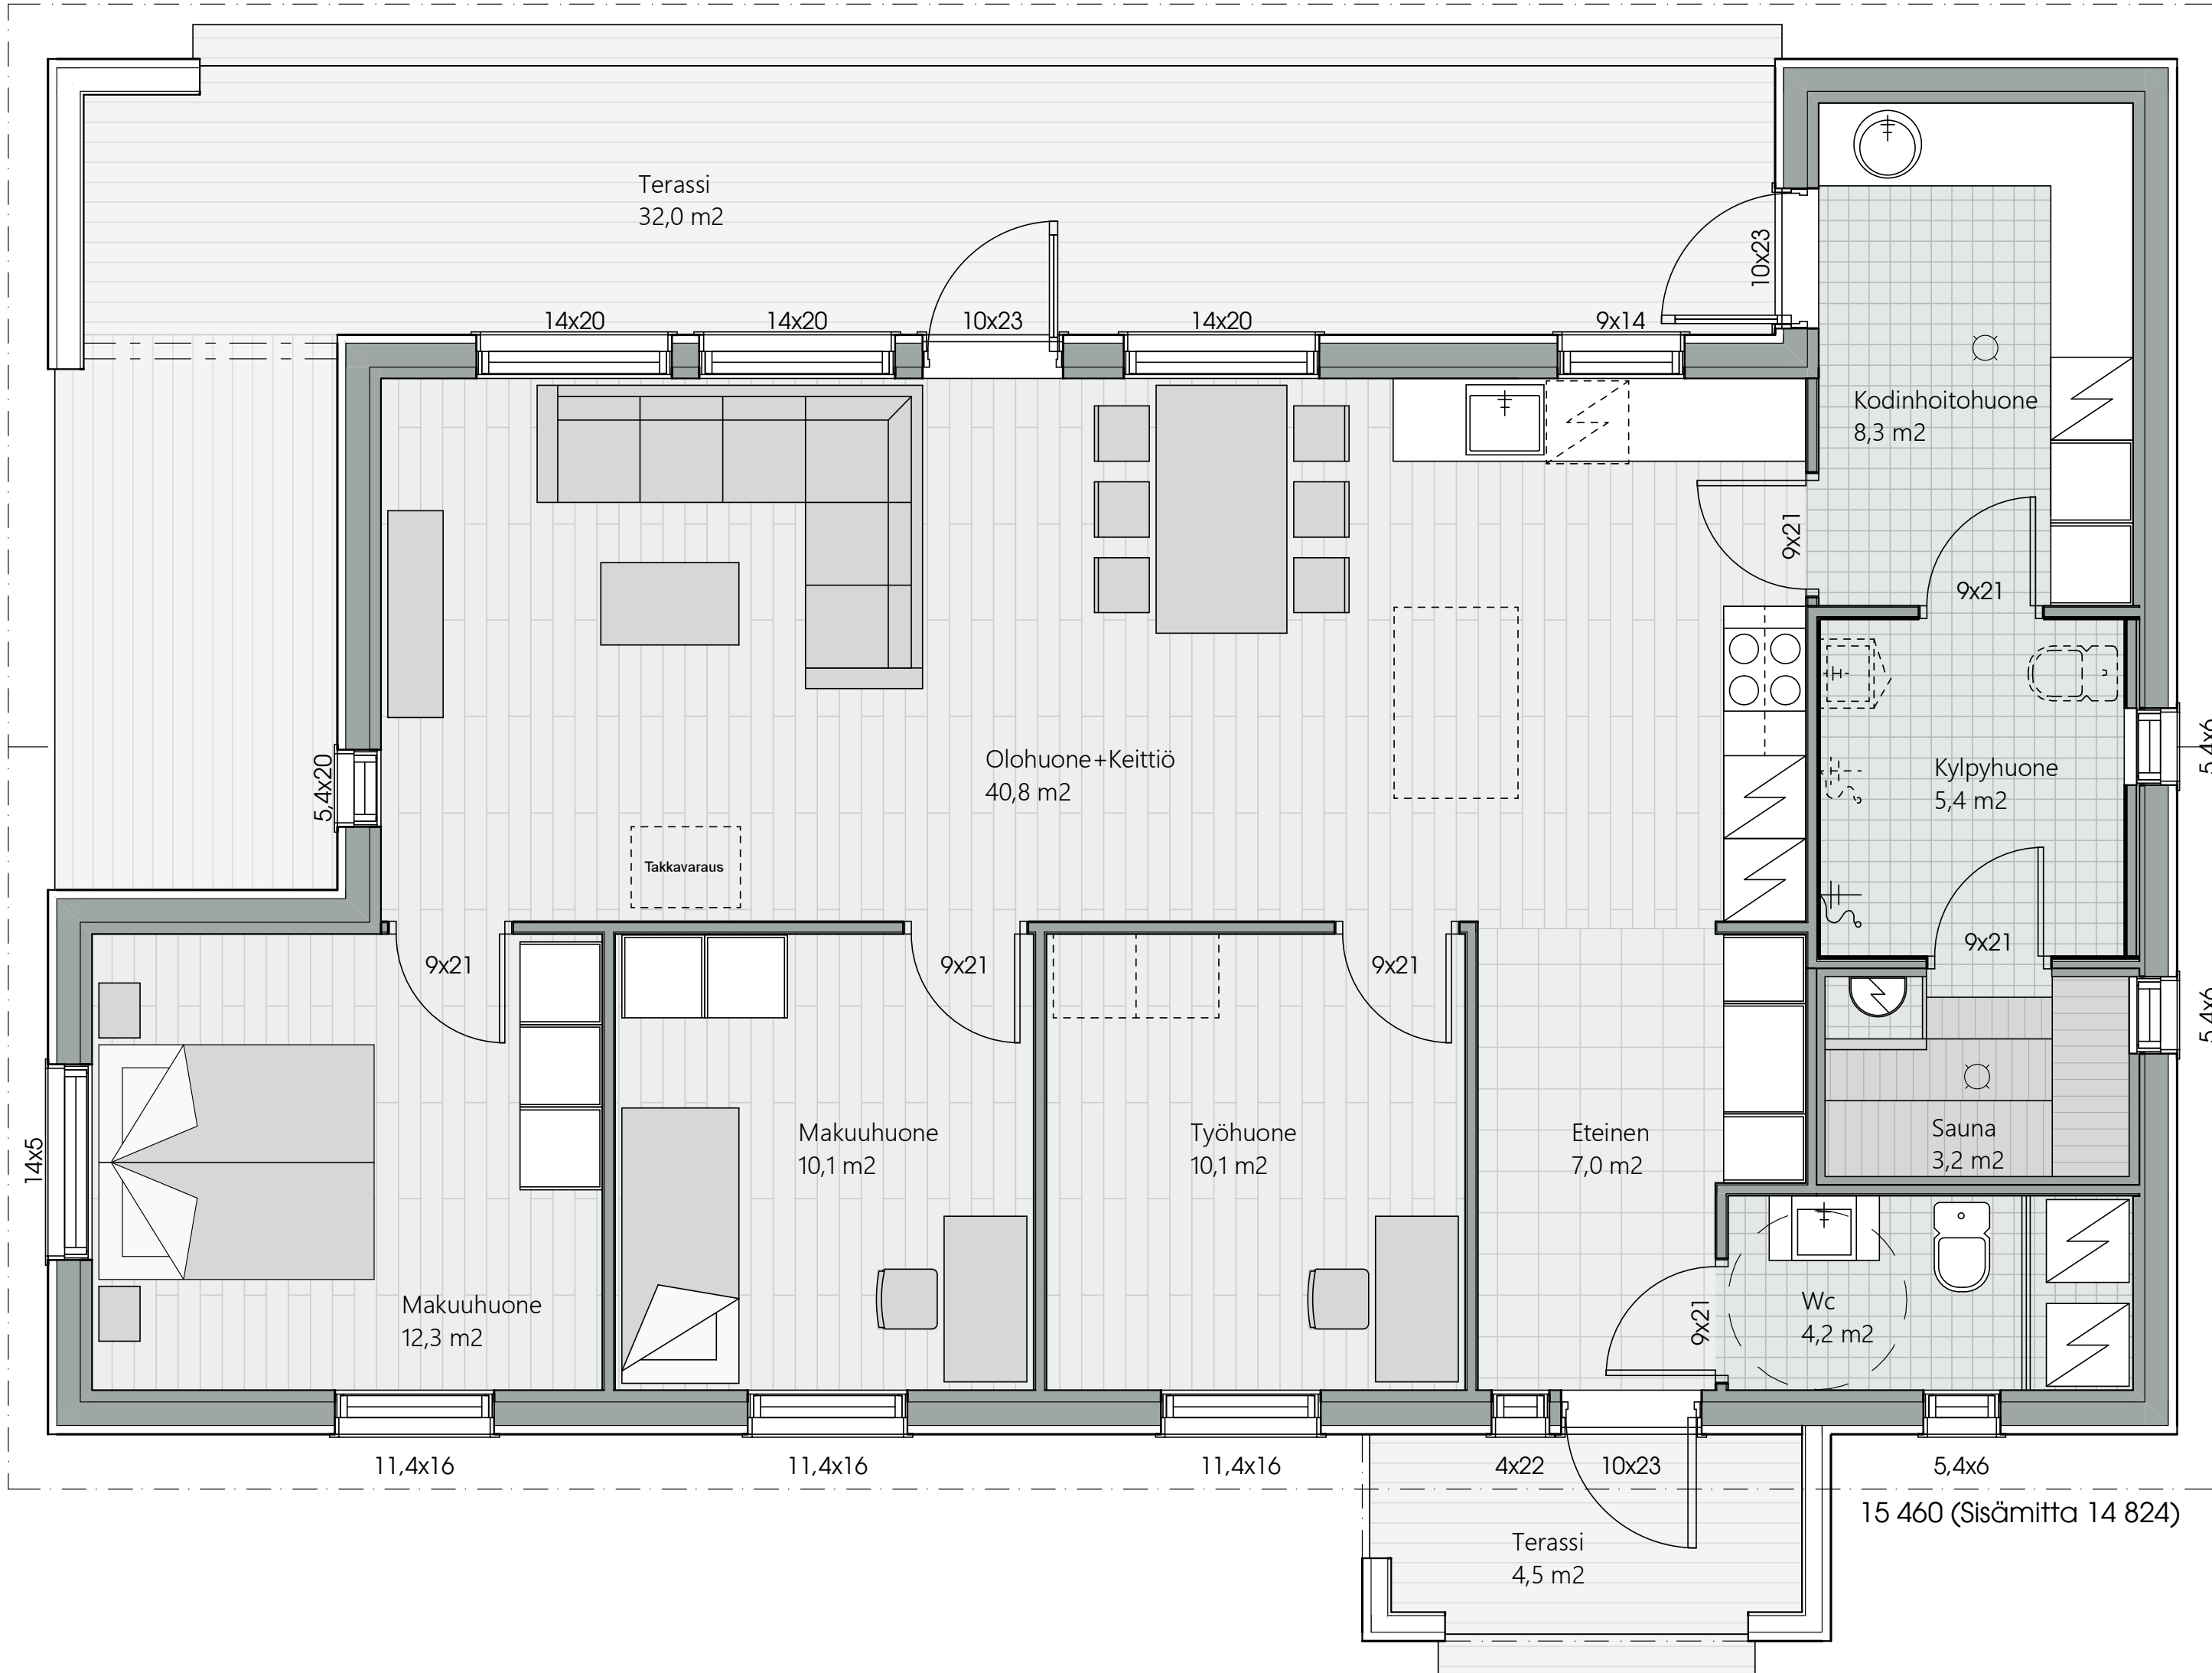 Terassi
32,0 m2
14x20
14x20
10x23
14x20
9x14
10x23
Kodinhoitohuone
8,3 m2
9x21
9x21
5,4x20
Olohuone+Keittiö
40,8 m2
Kylpyhuone
5,4 m2
5,4x6
Takkavaraus
9x21
9x21
9x21
9x21
5,4x6
14x5
Makuuhuone
10,1 m2
Työhuone
10,1 m2
Eteinen
7,0 m2
Sauna
3,2 m2
Makuuhuone
12,3 m2
9x21
Wc
4,2 m2
11,4x16
11,4x16
11,4x16
4x22
10x23
5,4x6
15 460 (Sisämitta 14 824)
Terassi
4,5 m2